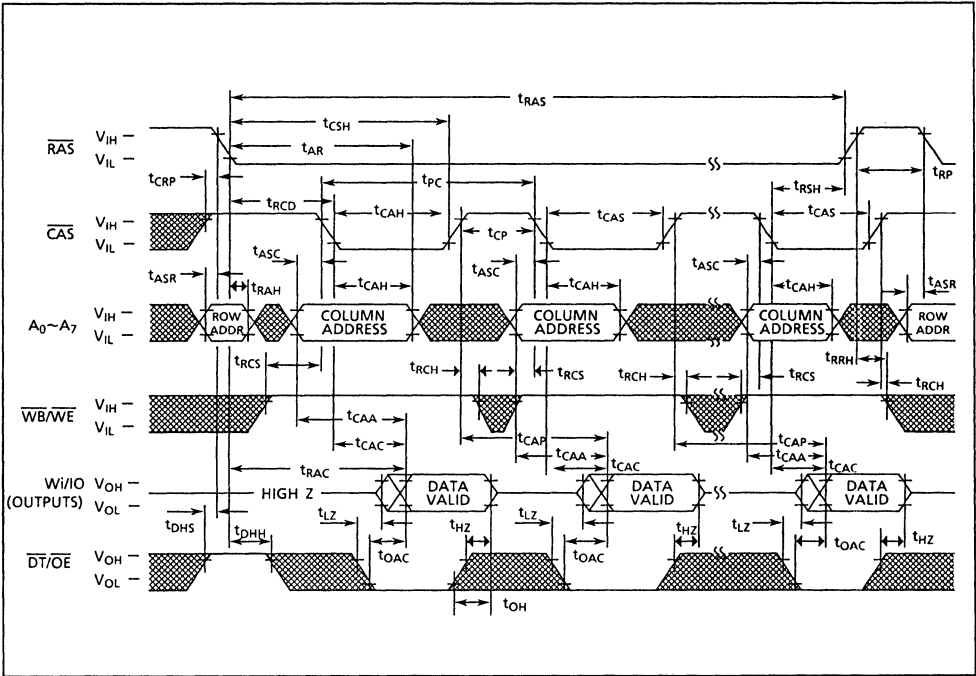 tRAS
tCSH
RAS VIH
tAR
VIL
tCRP tPC tRSH tRP
tRCD
tCAH tCAS tCAS
CAS VIH
tCP
VIL
tASC tASC tASC
tASR tRAH tCAH tCAH tCAH tASR
A0~A7 VIH ROW ADDR COLUMN ADDRESS COLUMN ADDRESS COLUMN ADDRESS ROW ADDR
VIL
tRRH
tRCS tRCH tRCS tRCH tRCS tRCH
WB/WE VIH
VIL
tCAA tCAP tCAP
tCAC tCAA tCAA
tRAC tCAC tCAC
Wi/IO (OUTPUTS) VOH HIGH Z DATA VALID DATA VALID DATA VALID
VOL
tDHS tDHH tLZ tOAC tHZ tLZ tOAC tHZ tLZ tOAC tHZ
DT/OE VOH
VOL
tOH